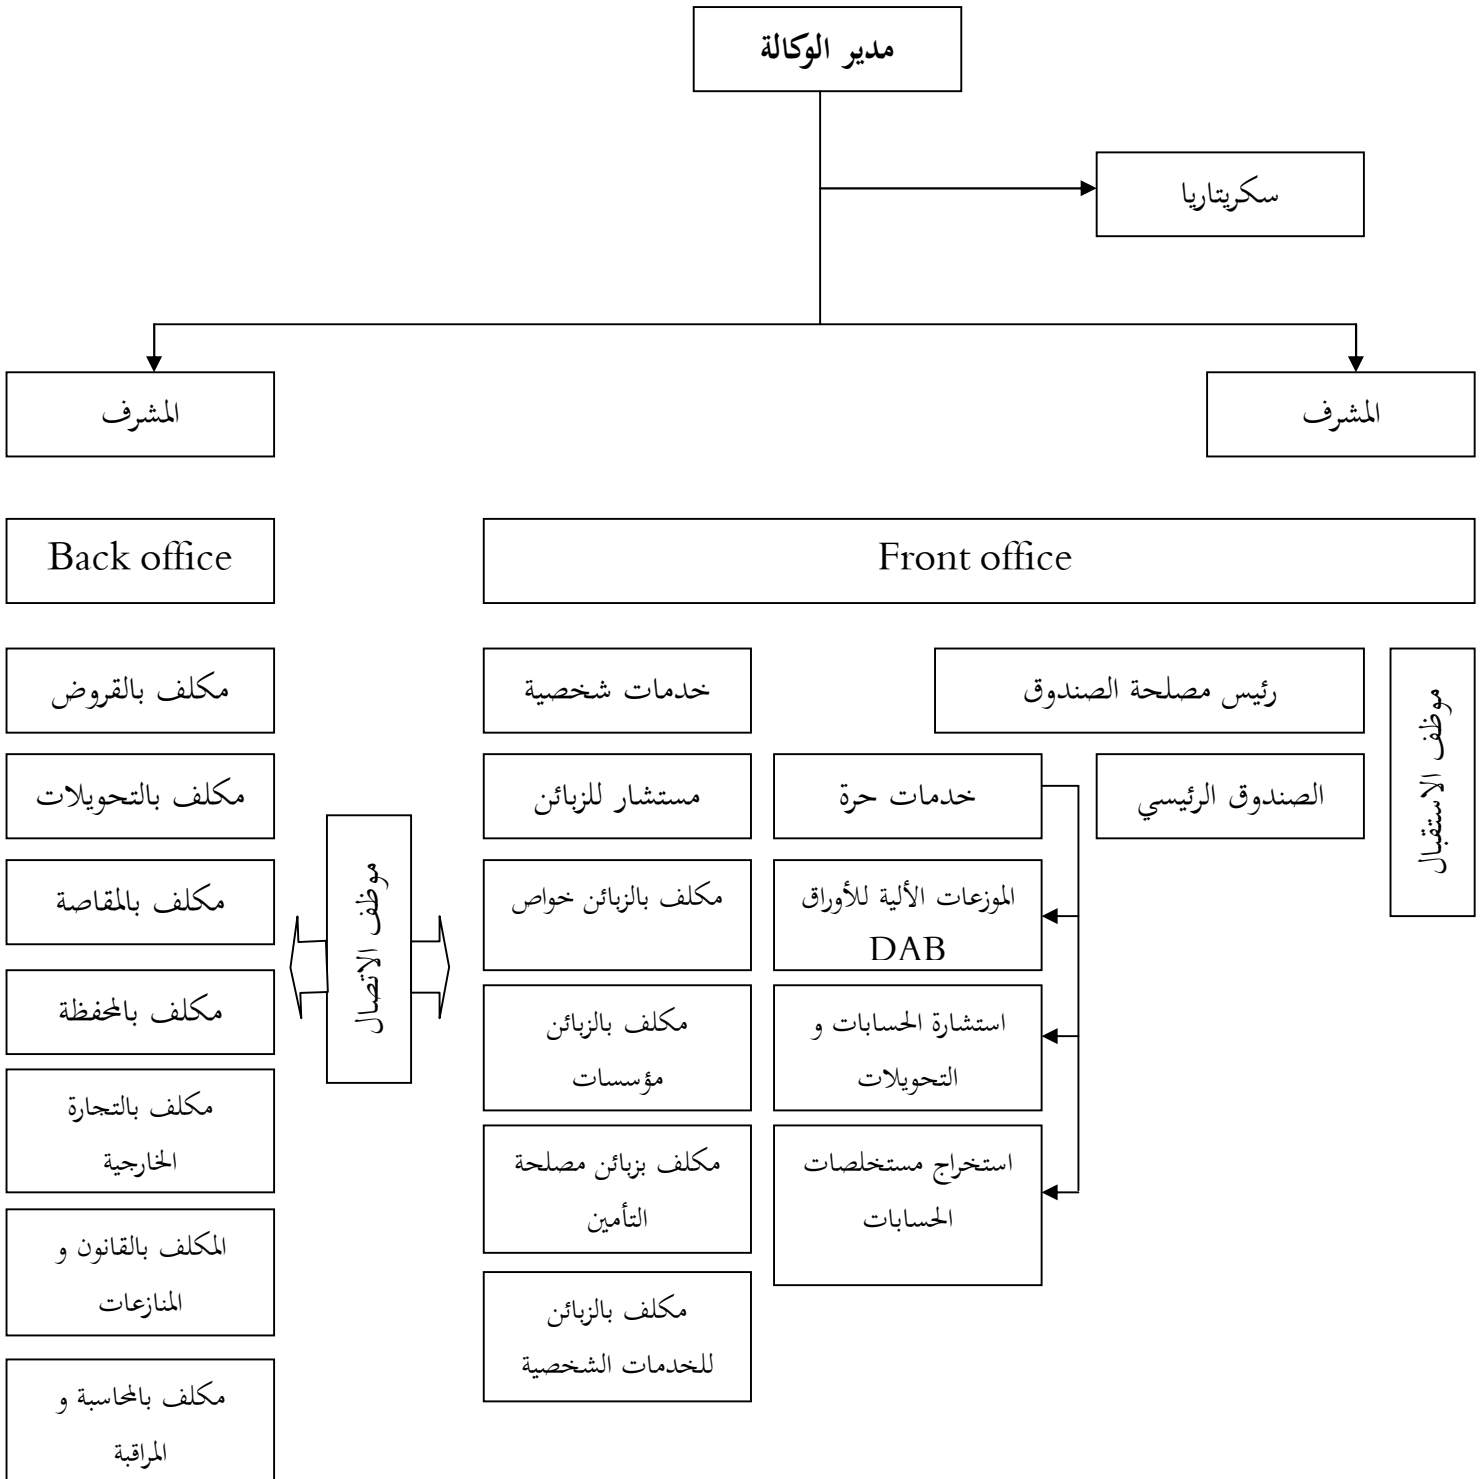 مدير الوكالة
سكريتاريا
المشرف
المشرف
Front office
Back office
موظف الاستقبال
رئيس مصلحة الصندوق
الصندوق الرئيسي
خدمات حرة
الموزعات الألية للأوراق
DAB
استشارة الحسابات و
التحويلات
استخراج مستخلصات
الحسابات
خدمات شخصية
مستشار للزبائن
مكلف بالزبائن خواص
مكلف بالزبائن
مؤسسات
مكلف بزبائن مصلحة
التأمين
مكلف بالزبائن
للخدمات الشخصية
موظف الاتصال
مكلف بالقروض
مكلف بالتحويلات
مكلف بالمقاصة
مكلف بالمحفظة
مكلف بالتجارة
الخارجية
المكلف بالقانون و
المنازعات
مكلف بالمحاسبة و
المراقبة